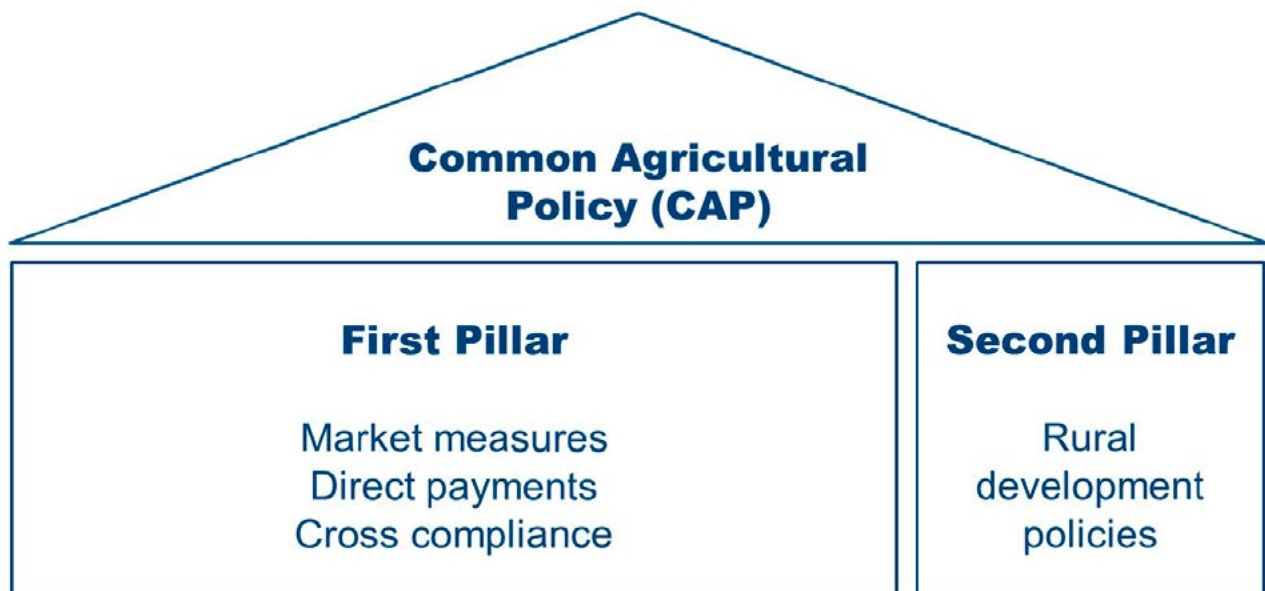 Common Agricultural
Policy (CAP)
First Pillar
Market measures
Direct payments
Cross compliance
Second Pillar
Rural
development
policies